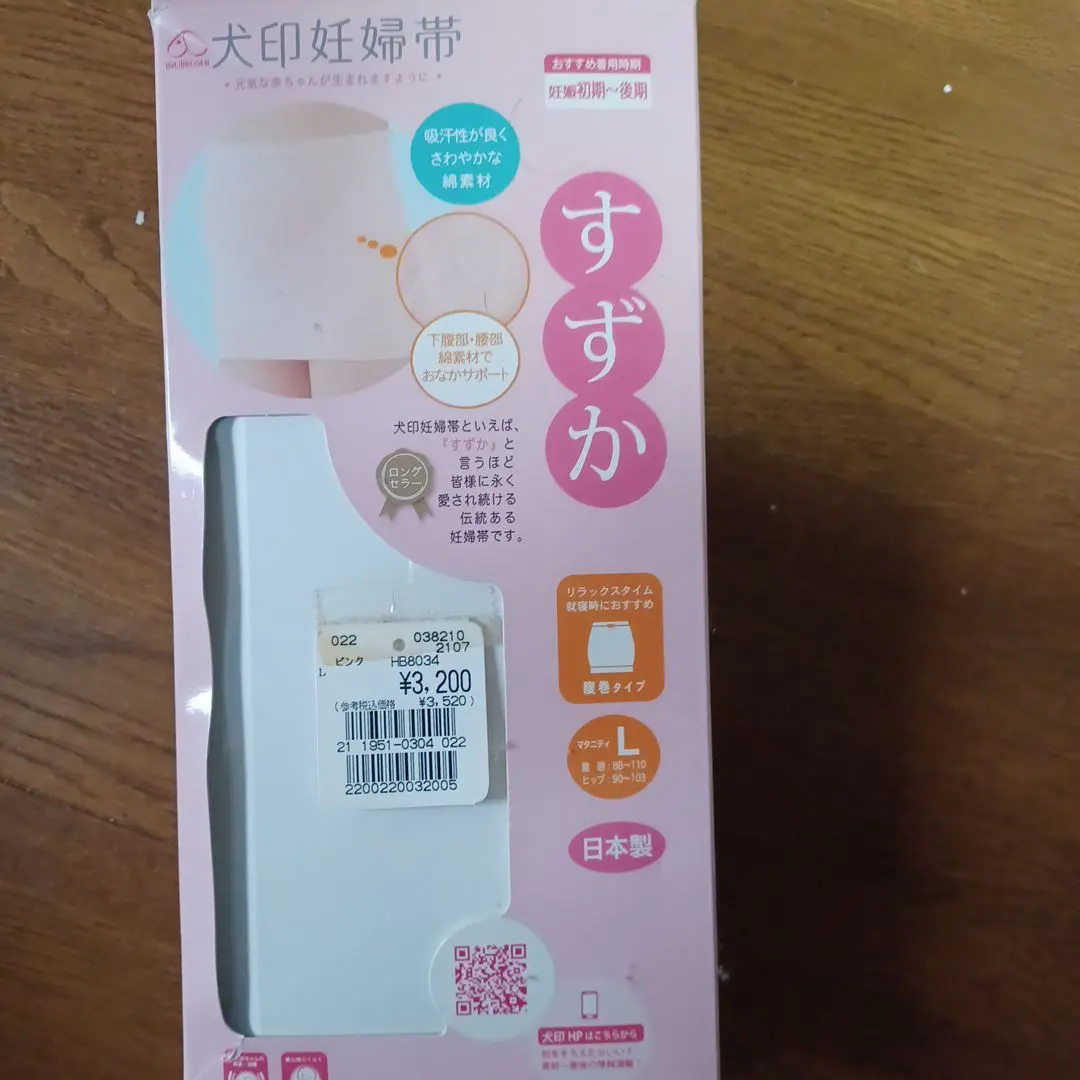 犬印妊婦帯
元気な赤ちゃんが生まれますように
おすすめ着用時期
妊娠初期~後期
吸汗性が良く
さわやかな
綿素材
すずか
下腹部・腰部
綿素材で
おなかサポート
犬印妊婦帯といえば、
『すずか』と
言うほど
皆様に永く
愛され続ける
伝統ある
妊婦帯です。
ロング
セラー
リラックスタイム
就寝時におすすめ
腹巻タイプ
022 038210
2107
ピンク HB8034
L
¥3,200
(参考税込価格 ¥3,520)
21 1951-0304 022
2200220032005
マタニティ L
腹囲:88~110
ヒップ:90~103
日本製
犬印HPはこちらから